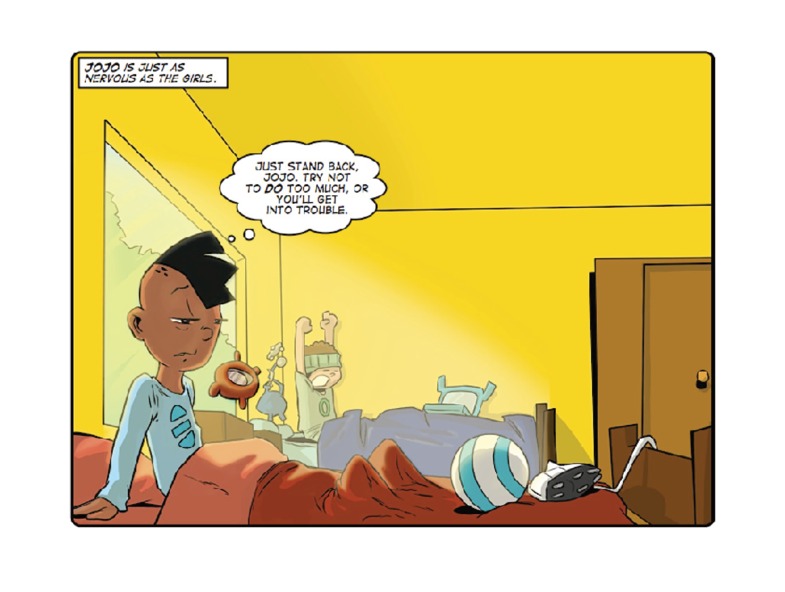 JOJO IS JUST AS
NERVOUS AS THE GIRLS.
JUST STAND BACK,
JOJO. TRY NOT
TO DO TOO MUCH, OR
YOU'LL GET
INTO TROUBLE.